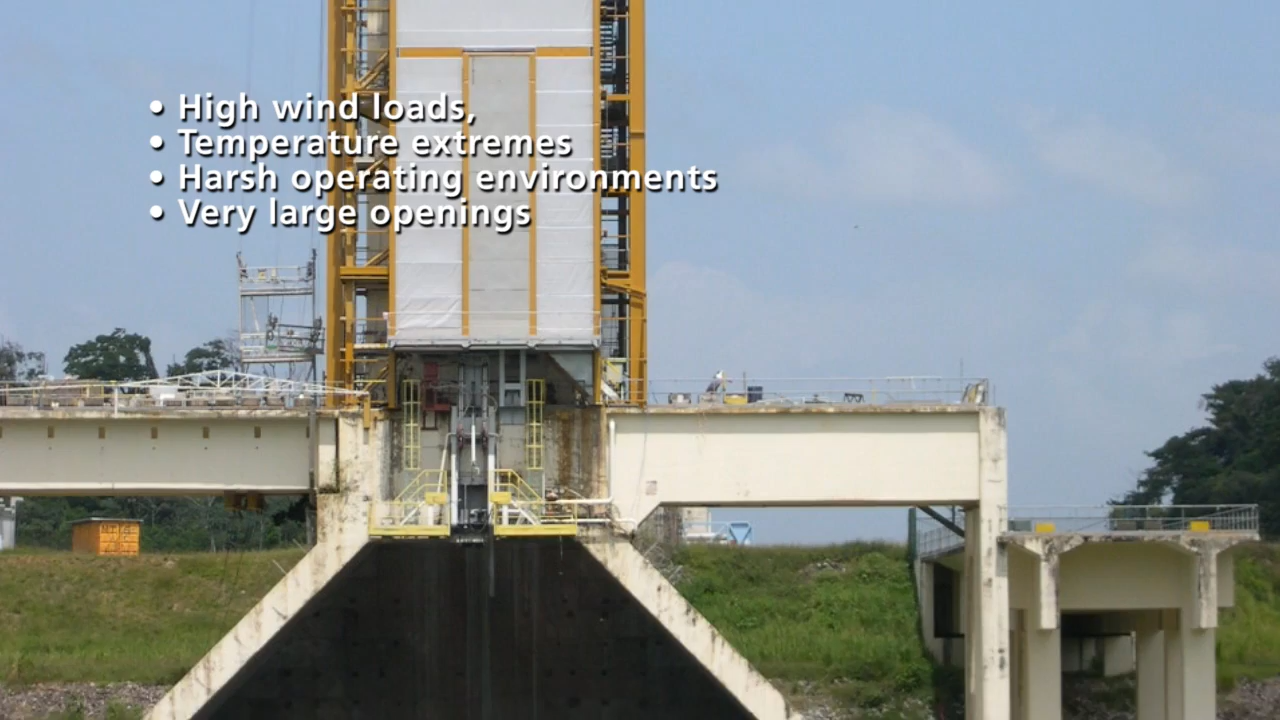 • High wind loads,
• Temperature extremes
• Harsh operating environments
• Very large openings